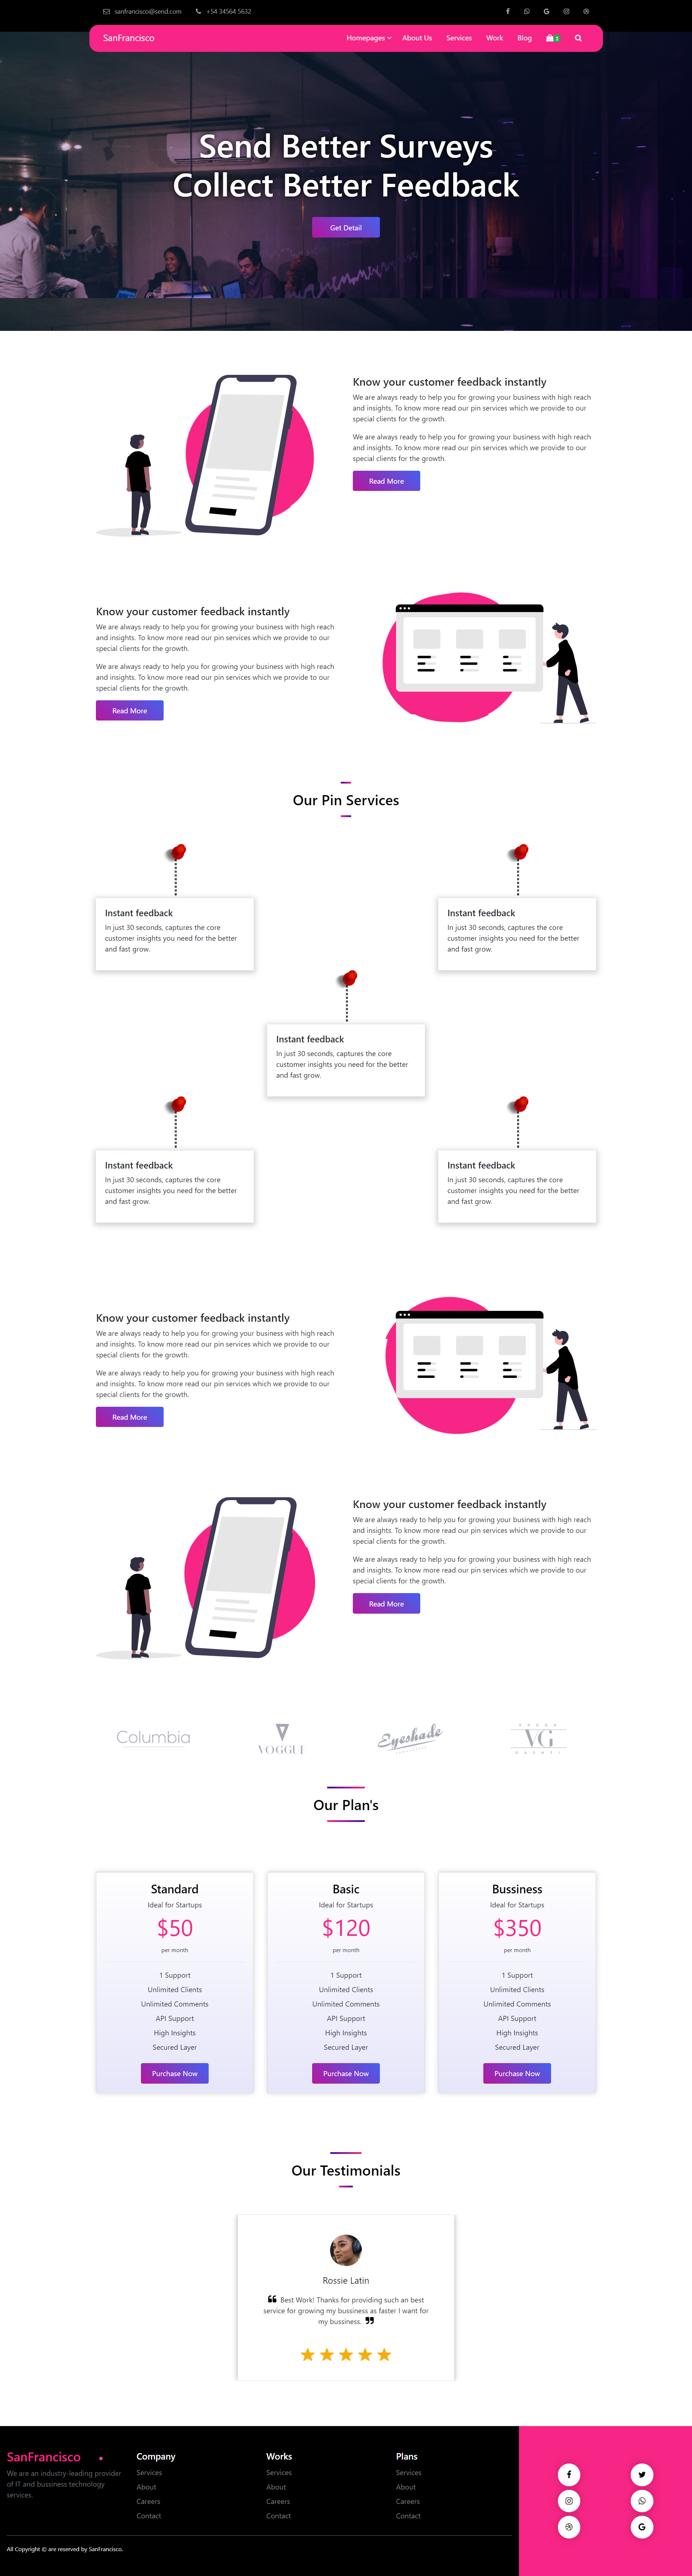 sanfrancisco@send.com +54 34564 5632
SanFrancisco Homepages About Us Services Work Blog
Send Better Surveys
Collect Better Feedback
Get Detail
Know your customer feedback instantly
We are always ready to help you for growing your business with high reach
and insights. To know more read our pin services which we provide to our
special clients for the growth.
We are always ready to help you for growing your business with high reach
and insights. To know more read our pin services which we provide to our
special clients for the growth.
Read More
Know your customer feedback instantly
We are always ready to help you for growing your business with high reach
and insights. To know more read our pin services which we provide to our
special clients for the growth.
We are always ready to help you for growing your business with high reach
and insights. To know more read our pin services which we provide to our
special clients for the growth.
Read More
Our Pin Services
Instant feedback
In just 30 seconds, captures the core
customer insights you need for the better
and fast grow.
Instant feedback
In just 30 seconds, captures the core
customer insights you need for the better
and fast grow.
Instant feedback
In just 30 seconds, captures the core
customer insights you need for the better
and fast grow.
Instant feedback
In just 30 seconds, captures the core
customer insights you need for the better
and fast grow.
Instant feedback
In just 30 seconds, captures the core
customer insights you need for the better
and fast grow.
Know your customer feedback instantly
We are always ready to help you for growing your business with high reach
and insights. To know more read our pin services which we provide to our
special clients for the growth.
We are always ready to help you for growing your business with high reach
and insights. To know more read our pin services which we provide to our
special clients for the growth.
Read More
Know your customer feedback instantly
We are always ready to help you for growing your business with high reach
and insights. To know more read our pin services which we provide to our
special clients for the growth.
We are always ready to help you for growing your business with high reach
and insights. To know more read our pin services which we provide to our
special clients for the growth.
Read More
Columbia
VOGGUE
Eyeshade
VG
Our Plan's
Standard
Ideal for Startups
$50
per month
1 Support
Unlimited Clients
Unlimited Comments
API Support
High Insights
Secured Layer
Purchase Now
Basic
Ideal for Startups
$120
per month
1 Support
Unlimited Clients
Unlimited Comments
API Support
High Insights
Secured Layer
Purchase Now
Bussiness
Ideal for Startups
$350
per month
1 Support
Unlimited Clients
Unlimited Comments
API Support
High Insights
Secured Layer
Purchase Now
Our Testimonials
Rossie Latin
Best Work! Thanks for providing such an best
service for growing my bussiness as faster I want for
my bussiness.
SanFrancisco
We are an industry-leading provider
of IT and bussiness technology
services.
Company
Services
About
Careers
Contact
Works
Services
About
Careers
Contact
Plans
Services
About
Careers
Contact
All Copyright © are reserved by SanFrancisco.